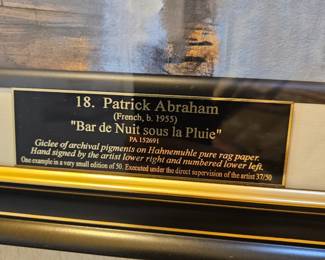 18. Patrick Abraham
(French, b. 1955)
"Bar de Nuit sous la Pluie"
PA 152691
Giclee of archival pigments on Hahnemuhle pure rag paper.
Hand signed by the artist lower right and numbered lower left.
One example in a very small edition of 50. Executed under the direct supervision of the artist 37/50